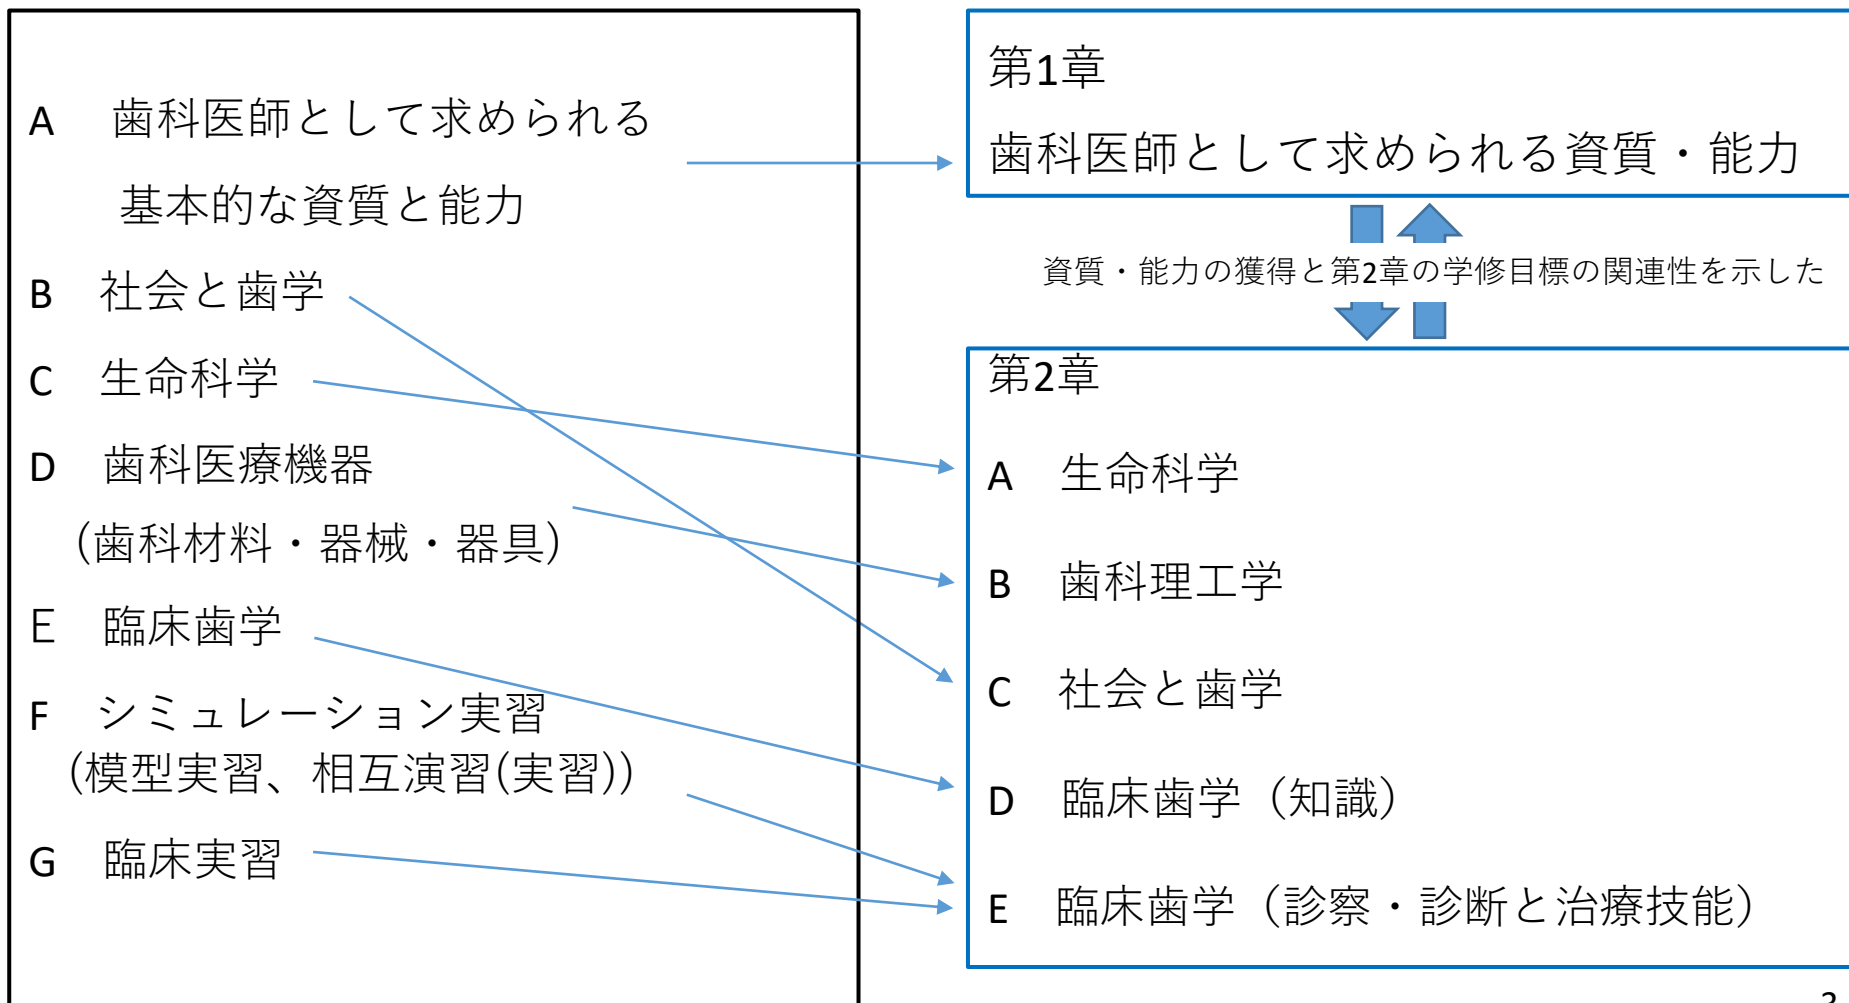 A 歯科医師として求められる
基本的な資質と能力
B 社会と歯学
C 生命科学
D 歯科医療機器
(歯科材料・器械・器具)
E 臨床歯学
F シミュレーション実習
(模型実習、相互演習(実習))
G 臨床実習
第1章
歯科医師として求められる資質・能力
資質・能力の獲得と第2章の学修目標の関連性を示した
第2章
A 生命科学
B 歯科理工学
C 社会と歯学
D 臨床歯学（知識）
E 臨床歯学（診察・診断と治療技能）